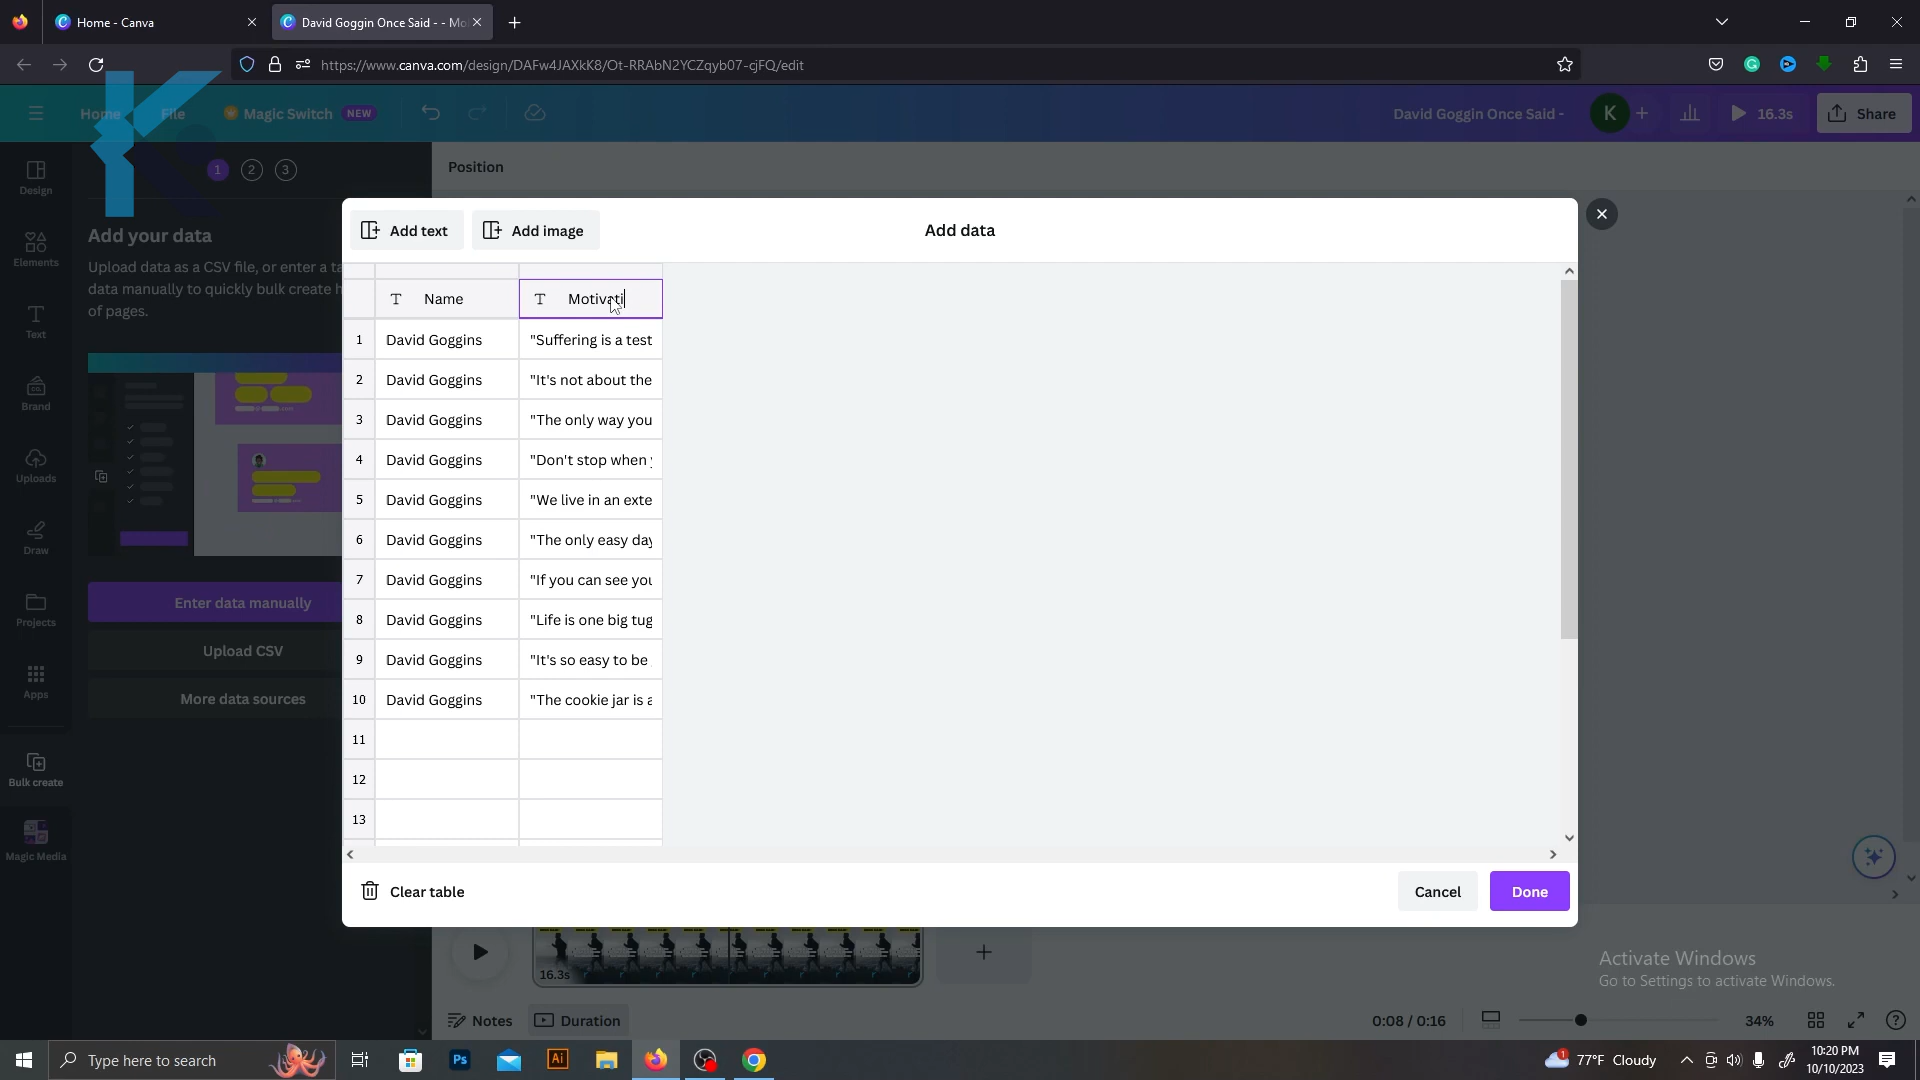 Home - Canva
David Goggin Once Said - - Mo
https://www.canva.com/design/DAFw4JAXkK8/Ot-RRAbN2YCZqyb07-cjFQ/edit
Home
File
Magic Switch NEW
David Goggin Once Said -
K
16.3s
Share
Design
Elements
Text
Brand
Uploads
Draw
Projects
Apps
Bulk create
Magic Media
1 2 3
Add your data
Upload data as a CSV file, or enter a ta
data manually to quickly bulk create h
of pages.
Enter data manually
Upload CSV
More data sources
Position
Add text
Add image
Add data
Name
Motivati
1 David Goggins "Suffering is a test
2 David Goggins "It's not about the
3 David Goggins "The only way you
4 David Goggins "Don't stop when
5 David Goggins "We live in an exte
6 David Goggins "The only easy day
7 David Goggins "If you can see you
8 David Goggins "Life is one big tug
9 David Goggins "It's so easy to be
10 David Goggins "The cookie jar is a
11
12
13
Clear table
Cancel
Done
16.3s
Activate Windows
Go to Settings to activate Windows.
Notes
Duration
0:08 / 0:16
34%
Type here to search
Ps
Ai
1
77°F Cloudy
10:20 PM
10/10/2023